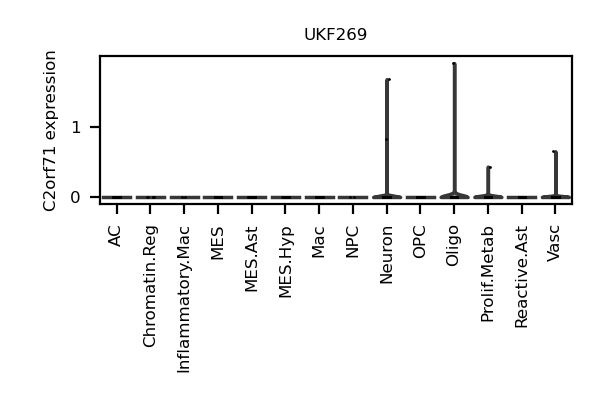 UKF269
C2orf71 expression
1
0
AC
Chromatin.Reg
Inflammatory.Mac
MES
MES.Ast
MES.Hyp
Mac
NPC
Neuron
OPC
Oligo
Prolif.Metab
Reactive.Ast
Vasc